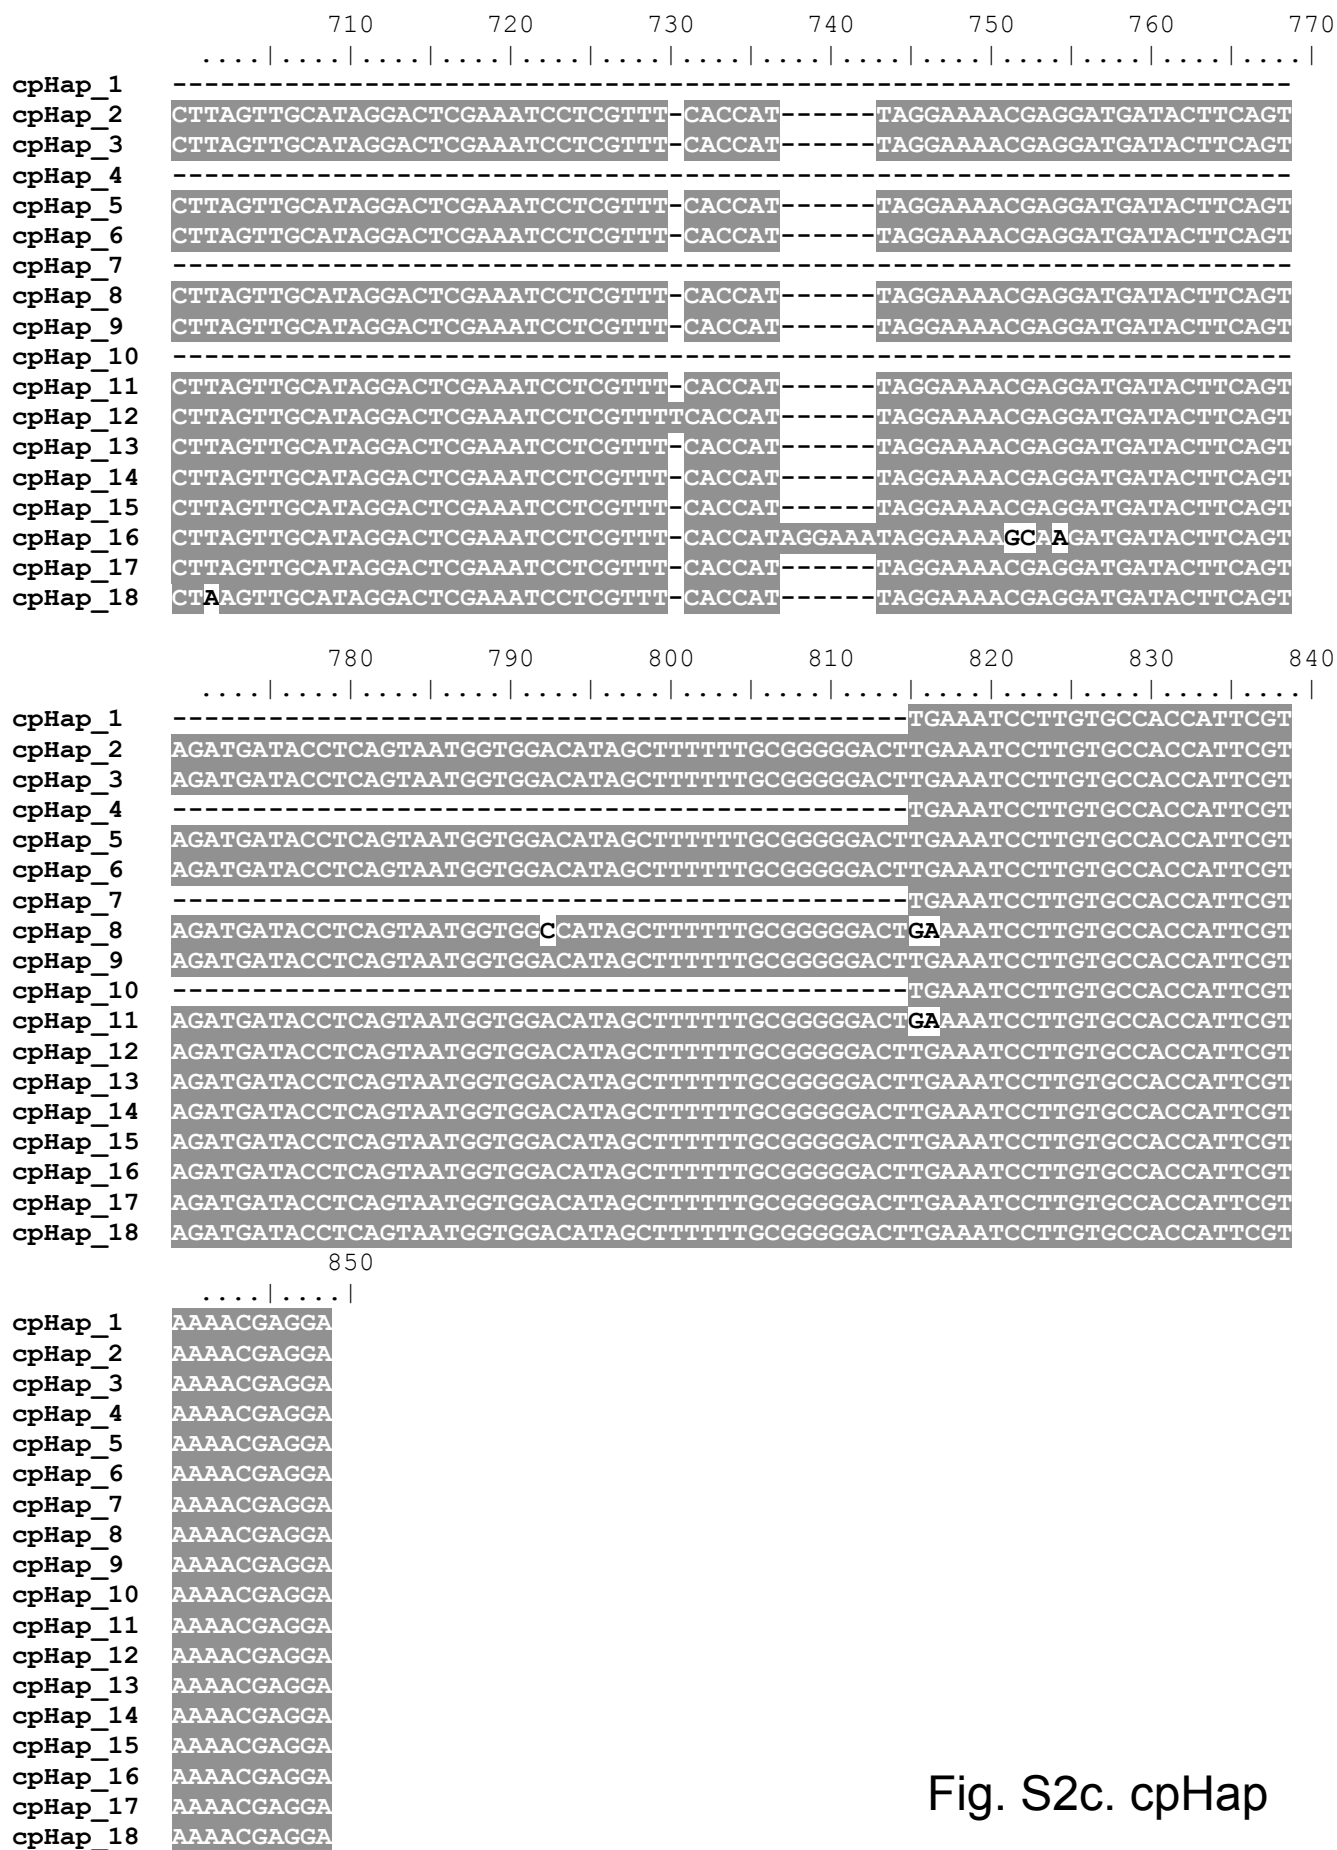 710 720 730 740 750 760 770
....|....|....|....|....|....|....|....|....|....|....|....|....|....|
cpHap_1 ----------------------------------------------------------------------
cpHap_2 CTTAGTTGCATAGGACTCGAAATCCTCGTTT-CACCAT------TAGGAAAACGAGGATGATACTTCAGT
cpHap_3 CTTAGTTGCATAGGACTCGAAATCCTCGTTT-CACCAT------TAGGAAAACGAGGATGATACTTCAGT
cpHap_4 ----------------------------------------------------------------------
cpHap_5 CTTAGTTGCATAGGACTCGAAATCCTCGTTT-CACCAT------TAGGAAAACGAGGATGATACTTCAGT
cpHap_6 CTTAGTTGCATAGGACTCGAAATCCTCGTTT-CACCAT------TAGGAAAACGAGGATGATACTTCAGT
cpHap_7 ----------------------------------------------------------------------
cpHap_8 CTTAGTTGCATAGGACTCGAAATCCTCGTTT-CACCAT------TAGGAAAACGAGGATGATACTTCAGT
cpHap_9 CTTAGTTGCATAGGACTCGAAATCCTCGTTT-CACCAT------TAGGAAAACGAGGATGATACTTCAGT
cpHap_10 ----------------------------------------------------------------------
cpHap_11 CTTAGTTGCATAGGACTCGAAATCCTCGTTT-CACCAT------TAGGAAAACGAGGATGATACTTCAGT
cpHap_12 CTTAGTTGCATAGGACTCGAAATCCTCGTTTTCACCAT------TAGGAAAACGAGGATGATACTTCAGT
cpHap_13 CTTAGTTGCATAGGACTCGAAATCCTCGTTT-CACCAT------TAGGAAAACGAGGATGATACTTCAGT
cpHap_14 CTTAGTTGCATAGGACTCGAAATCCTCGTTT-CACCAT------TAGGAAAACGAGGATGATACTTCAGT
cpHap_15 CTTAGTTGCATAGGACTCGAAATCCTCGTTT-CACCAT------TAGGAAAACGAGGATGATACTTCAGT
cpHap_16 CTTAGTTGCATAGGACTCGAAATCCTCGTTT-CACCATAGGAAATAGGAAAAGCAAGATGATACTTCAGT
cpHap_17 CTTAGTTGCATAGGACTCGAAATCCTCGTTT-CACCAT------TAGGAAAACGAGGATGATACTTCAGT
cpHap_18 CTAAGTTGCATAGGACTCGAAATCCTCGTTT-CACCAT------TAGGAAAACGAGGATGATACTTCAGT
780 790 800 810 820 830 840
....|....|....|....|....|....|....|....|....|....|....|....|....|....|
cpHap_1 ----------------------------------------------TGAAATCCTTGTGCCACCATTCGT
cpHap_2 AGATGATACCTCAGTAATGGTGGACATAGCTTTTTTGCGGGGGACTTGAAATCCTTGTGCCACCATTCGT
cpHap_3 AGATGATACCTCAGTAATGGTGGACATAGCTTTTTTGCGGGGGACTTGAAATCCTTGTGCCACCATTCGT
cpHap_4 ----------------------------------------------TGAAATCCTTGTGCCACCATTCGT
cpHap_5 AGATGATACCTCAGTAATGGTGGACATAGCTTTTTTGCGGGGGACTTGAAATCCTTGTGCCACCATTCGT
cpHap_6 AGATGATACCTCAGTAATGGTGGACATAGCTTTTTTGCGGGGGACTTGAAATCCTTGTGCCACCATTCGT
cpHap_7 ----------------------------------------------TGAAATCCTTGTGCCACCATTCGT
cpHap_8 AGATGATACCTCAGTAATGGTGGCCATAGCTTTTTTGCGGGGGACTGAAAATCCTTGTGCCACCATTCGT
cpHap_9 AGATGATACCTCAGTAATGGTGGACATAGCTTTTTTGCGGGGGACTTGAAATCCTTGTGCCACCATTCGT
cpHap_10 ----------------------------------------------TGAAATCCTTGTGCCACCATTCGT
cpHap_11 AGATGATACCTCAGTAATGGTGGACATAGCTTTTTTGCGGGGGACTGAAAATCCTTGTGCCACCATTCGT
cpHap_12 AGATGATACCTCAGTAATGGTGGACATAGCTTTTTTGCGGGGGACTTGAAATCCTTGTGCCACCATTCGT
cpHap_13 AGATGATACCTCAGTAATGGTGGACATAGCTTTTTTGCGGGGGACTTGAAATCCTTGTGCCACCATTCGT
cpHap_14 AGATGATACCTCAGTAATGGTGGACATAGCTTTTTTGCGGGGGACTTGAAATCCTTGTGCCACCATTCGT
cpHap_15 AGATGATACCTCAGTAATGGTGGACATAGCTTTTTTGCGGGGGACTTGAAATCCTTGTGCCACCATTCGT
cpHap_16 AGATGATACCTCAGTAATGGTGGACATAGCTTTTTTGCGGGGGACTTGAAATCCTTGTGCCACCATTCGT
cpHap_17 AGATGATACCTCAGTAATGGTGGACATAGCTTTTTTGCGGGGGACTTGAAATCCTTGTGCCACCATTCGT
cpHap_18 AGATGATACCTCAGTAATGGTGGACATAGCTTTTTTGCGGGGGACTTGAAATCCTTGTGCCACCATTCGT
850
....|....|
cpHap_1 AAAACGAGGA
cpHap_2 AAAACGAGGA
cpHap_3 AAAACGAGGA
cpHap_4 AAAACGAGGA
cpHap_5 AAAACGAGGA
cpHap_6 AAAACGAGGA
cpHap_7 AAAACGAGGA
cpHap_8 AAAACGAGGA
cpHap_9 AAAACGAGGA
cpHap_10 AAAACGAGGA
cpHap_11 AAAACGAGGA
cpHap_12 AAAACGAGGA
cpHap_13 AAAACGAGGA
cpHap_14 AAAACGAGGA
cpHap_15 AAAACGAGGA
cpHap_16 AAAACGAGGA
cpHap_17 AAAACGAGGA
cpHap_18 AAAACGAGGA
Fig. S2c. cpHap